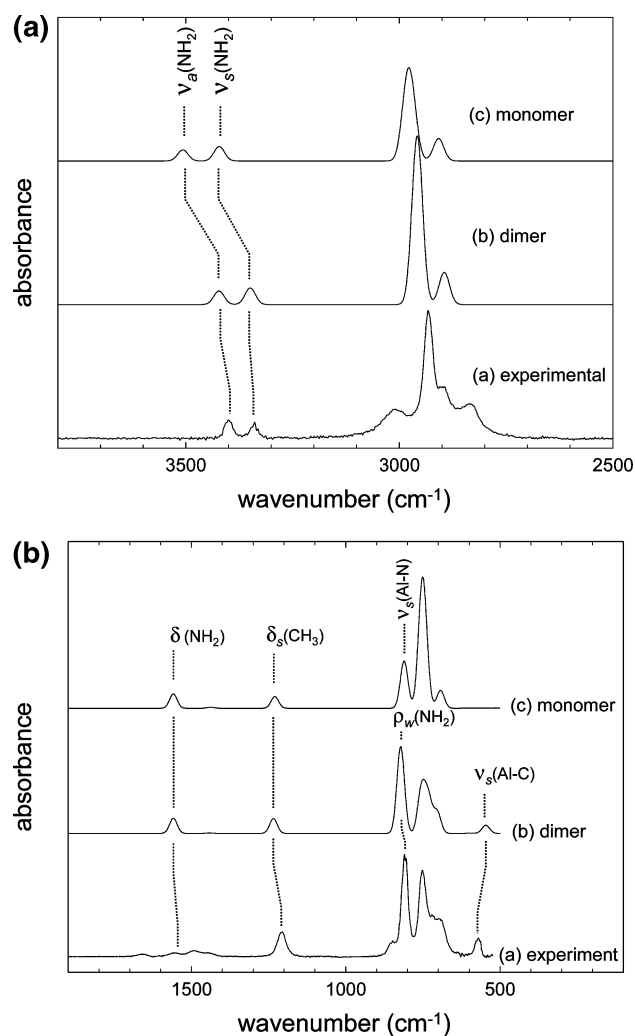 (a)
νa(NH2)
νs(NH2)
(c) monomer
(b) dimer
(a) experimental
absorbance
3500
3000
2500
wavenumber (cm-1)
(b)
νs(Al-N)
δ (NH2)
δs(CH3)
(c) monomer
ρw(NH2)
νs(Al-C)
(b) dimer
(a) experiment
absorbance
1500
1000
500
wavenumber (cm-1)